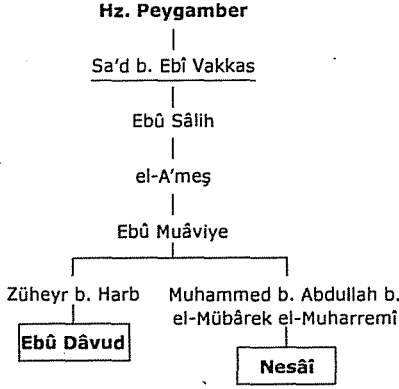 Hz. Peygamber
Sa'd b. Ebî Vakkas
Ebû Sâlih
el-A'meş
Ebû Muâviye
Züheyr b. Harb
Ebû Dâvud
Muhammed b. Abdullah b.
el-Mübârek el-Muharremî
Nesâî